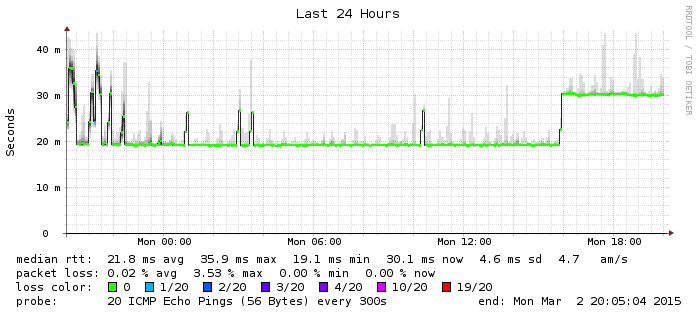 Last 24 Hours
RRDTOOL / TOBI OETIKER
Seconds
40 m
30 m
20 m
10 m
0
Mon 00:00 Mon 06:00 Mon 12:00 Mon 18:00
median rtt: 21.8 ms avg 35.9 ms max 19.1 ms min 30.1 ms now 4.6 ms sd 4.7 am/s
packet loss: 0.02 % avg 3.53 % max 0.00 % min 0.00 % now
loss color: 0 1/20 2/20 3/20 4/20 10/20 19/20
probe: 20 ICMP Echo Pings (56 Bytes) every 300s end: Mon Mar 2 20:05:04 2015